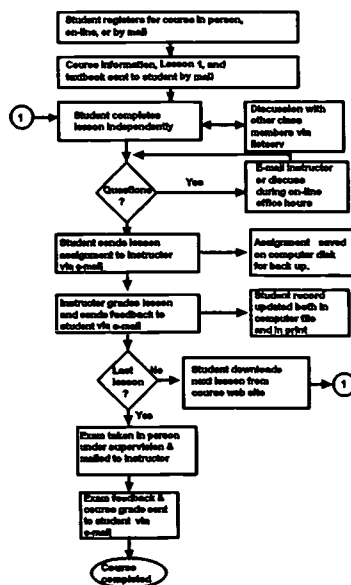 Student registers for course in person,
on-line, or by mail
Course information, Lesson 1, and
textbook sent to student by mail
1
Student completes
lesson independently
Discussion with
other class
members via
listserv
Questions
?
Yes
E-mail instructor
or discuss
during on-line
office hours
Student sends lesson
assignment to instructor
via e-mail
Assignment saved
on computer disk
for back up.
Instructor grades lesson
and sends feedback to
student via e-mail
Student record
updated both in
computer file
and in print
Last
lesson
?
No
Student downloads
next lesson from
course web site
1
Yes
Exam taken in person
under supervision &
mailed to instructor
Exam feedback &
course grade sent
to student via
e-mail
Course
completed